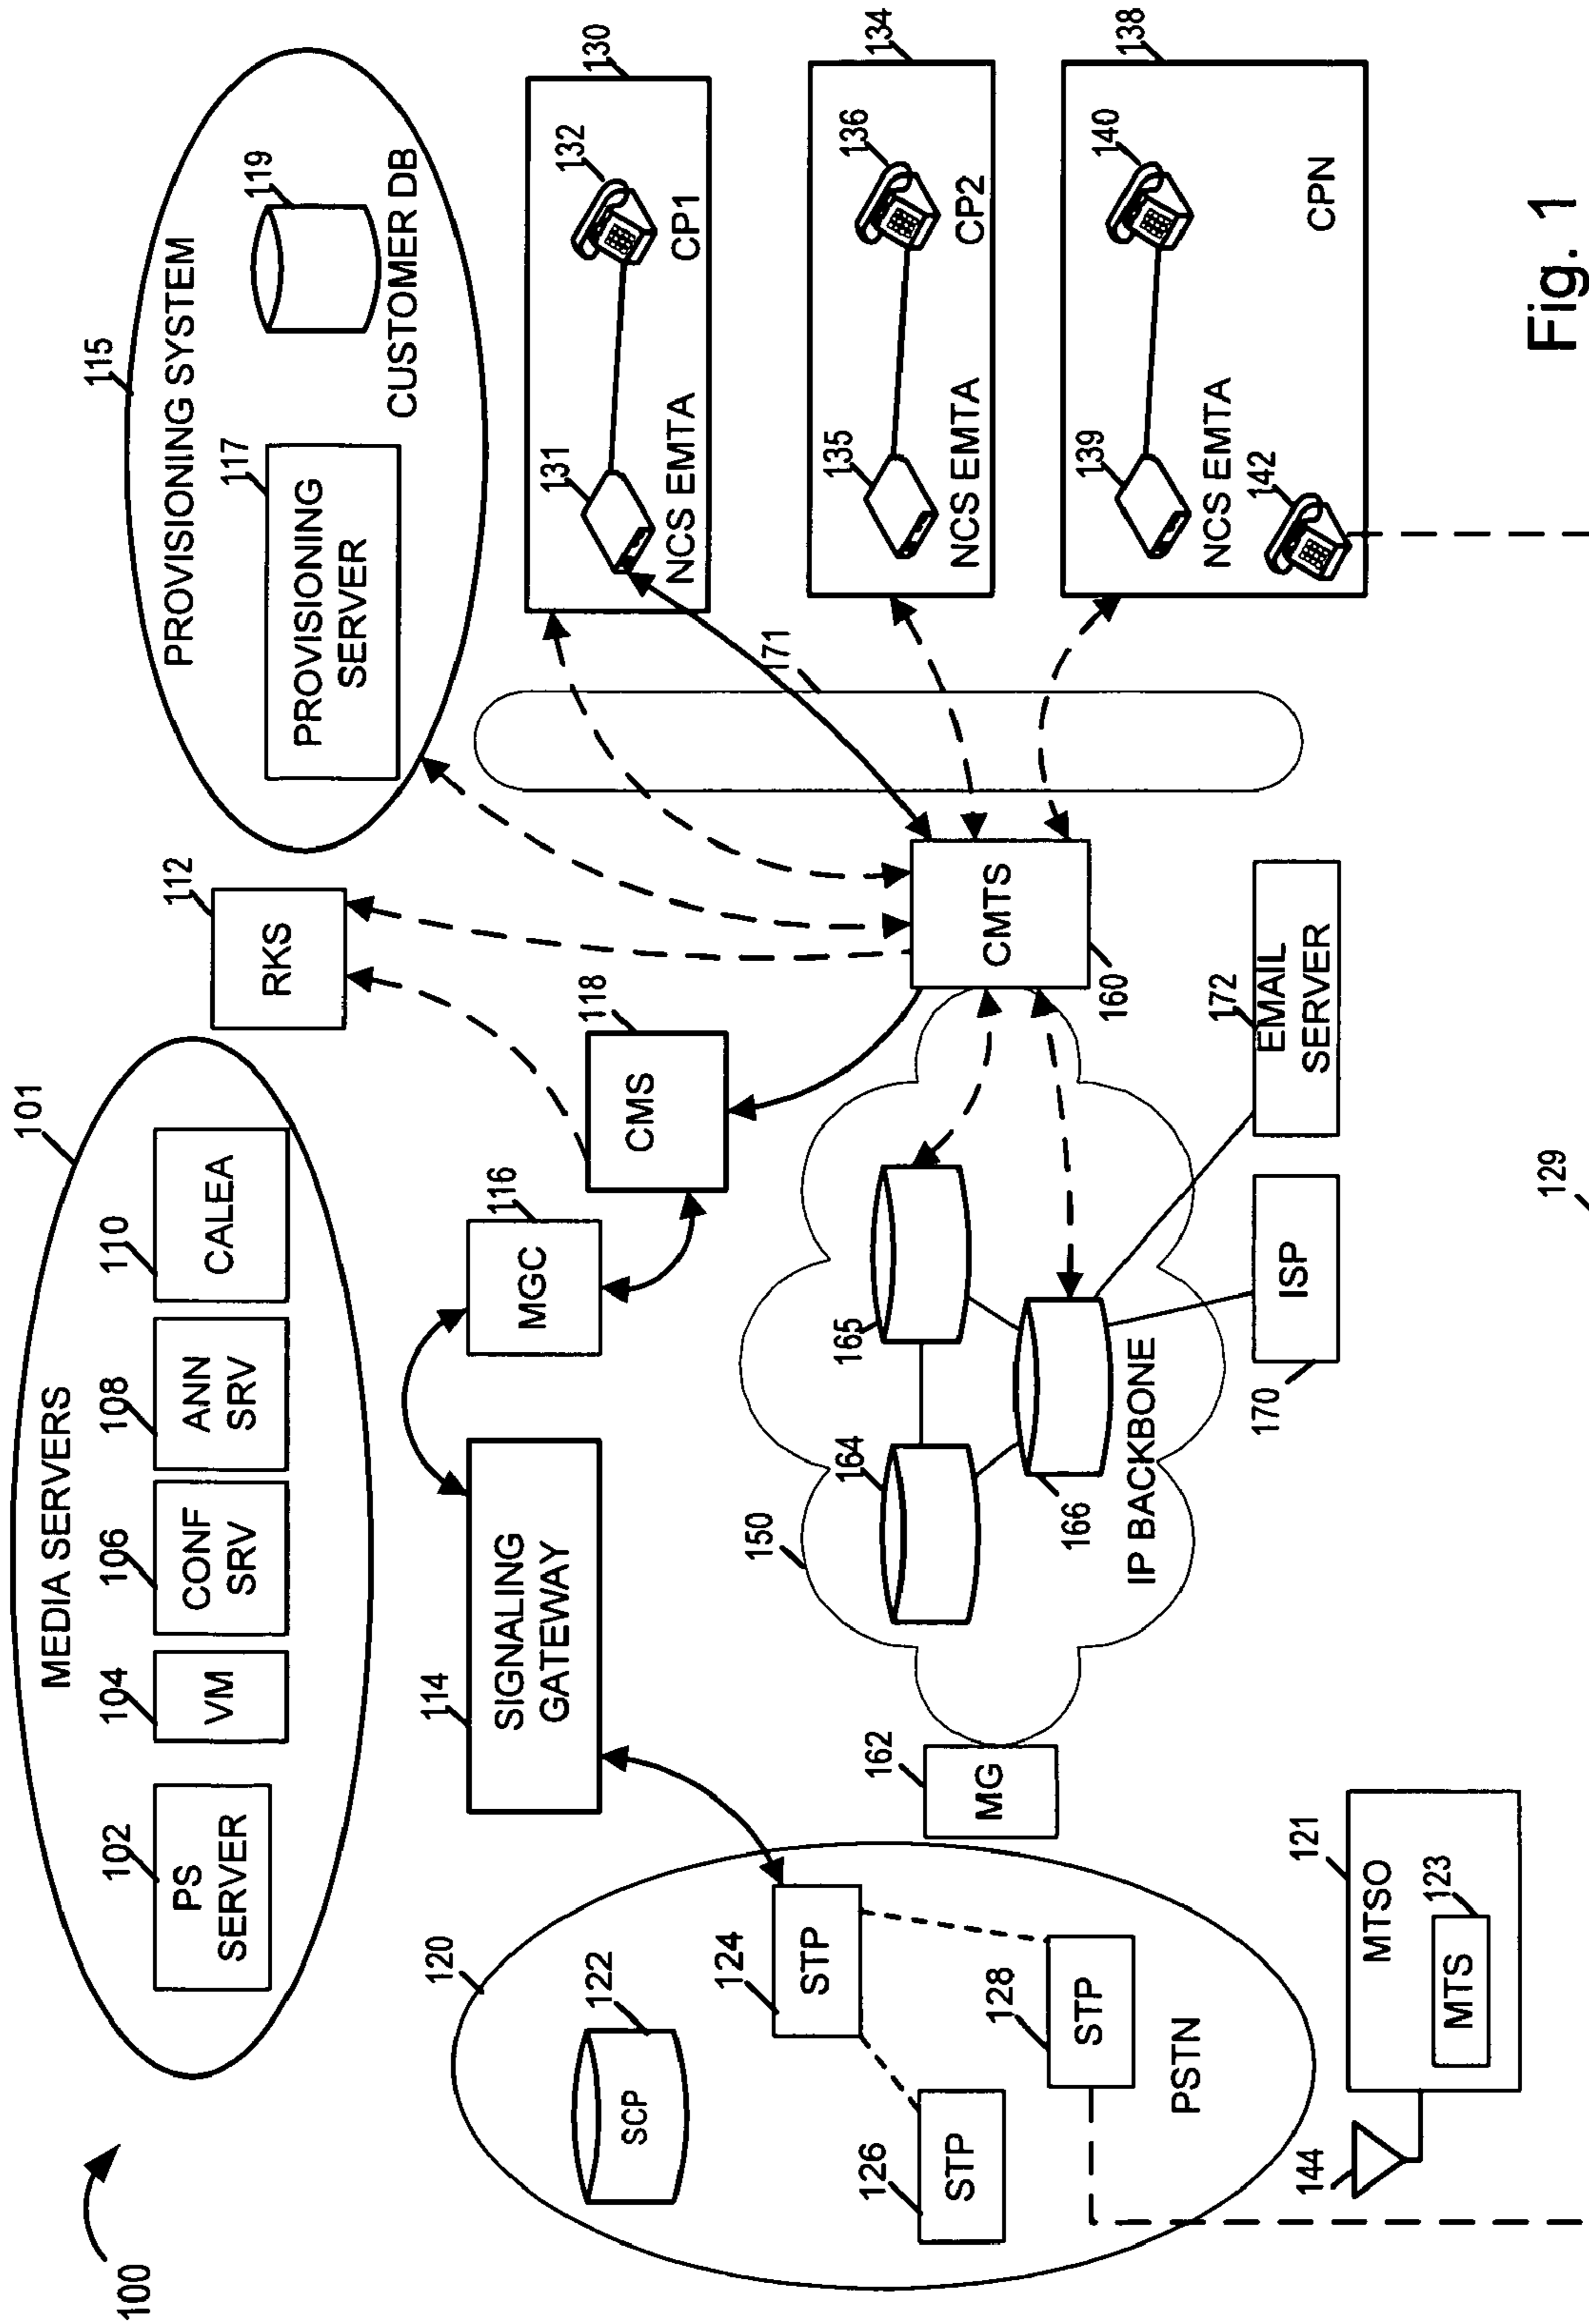 100
101
MEDIA SERVERS
102
PS
SERVER
104
VM
106
CONF
SRV
108
ANN
SRV
110
CALEA
112
RKS
115
PROVISIONING SYSTEM
117
PROVISIONING
SERVER
119
CUSTOMER DB
114
SIGNALING
GATEWAY
116
MGC
118
CMS
120
122
SCP
124
STP
126
STP
128
STP
PSTN
162
MG
150
164
165
166
IP BACKBONE
CMTS
160
171
130
131
132
NCS EMTA
CP1
134
135
136
NCS EMTA
CP2
138
139
140
NCS EMTA
142
CPN
121
MTSO
123
MTS
144
170
ISP
172
EMAIL
SERVER
129
Fig. 1